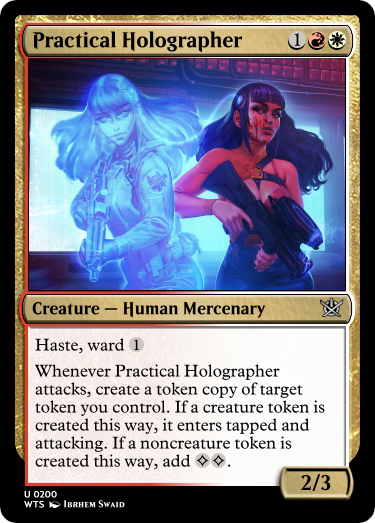 Practical Holographer 1
Creature — Human Mercenary
Haste, ward 1
Whenever Practical Holographer
attacks, create a token copy of target
token you control. If a creature token is
created this way, it enters tapped and
attacking. If a noncreature token is
created this way, add .
2/3
U 0200
WTS Ibrhem Swaid